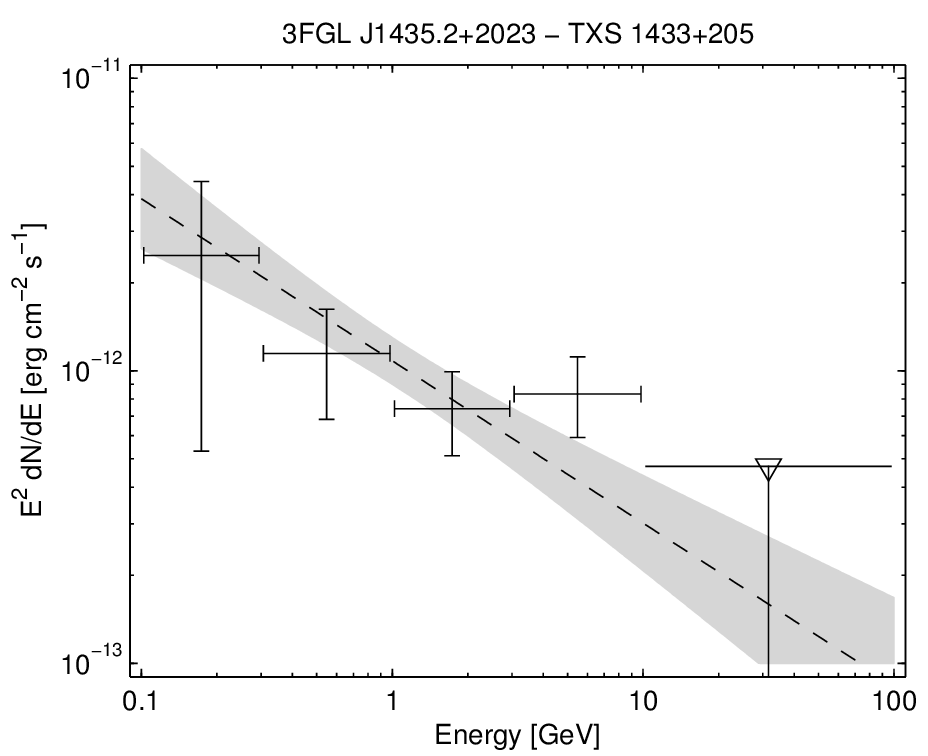 3FGL J1435.2+2023 − TXS 1433+205
10⁻¹¹
10⁻¹²
10⁻¹³
E² dN/dE [erg cm⁻² s⁻¹]
0.1 1 10 100
Energy [GeV]